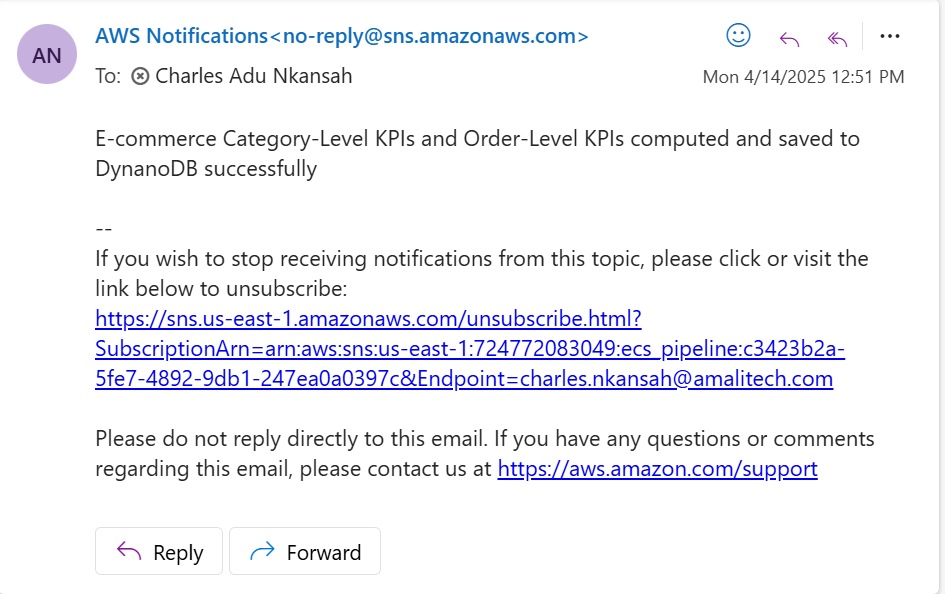 AN
AWS Notifications<no-reply@sns.amazonaws.com>
To: Charles Adu Nkansah
Mon 4/14/2025 12:51 PM
E-commerce Category-Level KPIs and Order-Level KPIs computed and saved to
DynanoDB successfully
--
If you wish to stop receiving notifications from this topic, please click or visit the
link below to unsubscribe:
https://sns.us-east-1.amazonaws.com/unsubscribe.html?
SubscriptionArn=arn:aws:sns:us-east-1:724772083049:ecs_pipeline:c3423b2a-
5fe7-4892-9db1-247ea0a0397c&Endpoint=charles.nkansah@amalitech.com
Please do not reply directly to this email. If you have any questions or comments
regarding this email, please contact us at https://aws.amazon.com/support
Reply
Forward